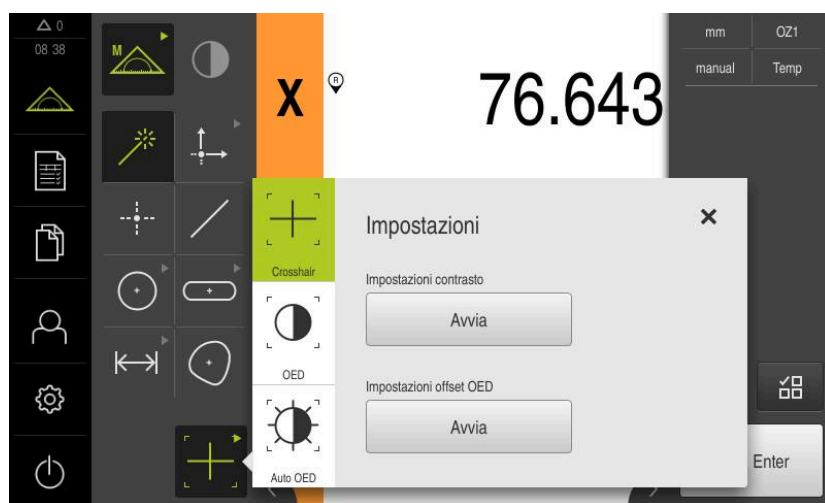 0
08 38
M
X
R
76.643
mm
OZ1
manual
Temp
Crosshair
OED
Auto OED
Impostazioni
Impostazioni contrasto
Avvia
Impostazioni offset OED
Avvia
Enter